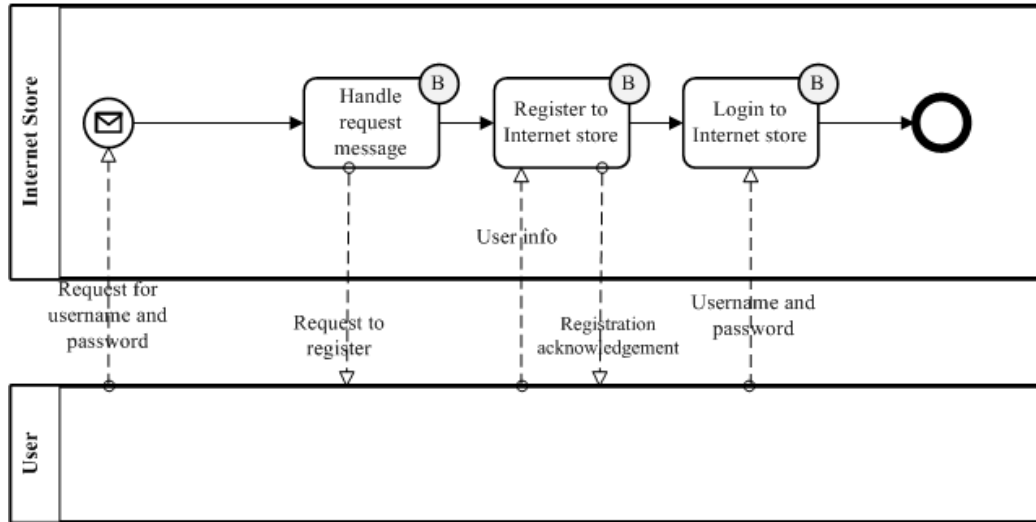 Internet Store
Handle
request
message
B
Register to
Internet store
B
Login to
Internet store
B
User info
Request for
username and
password
Request to
register
Registration
acknowledgement
Username and
password
User